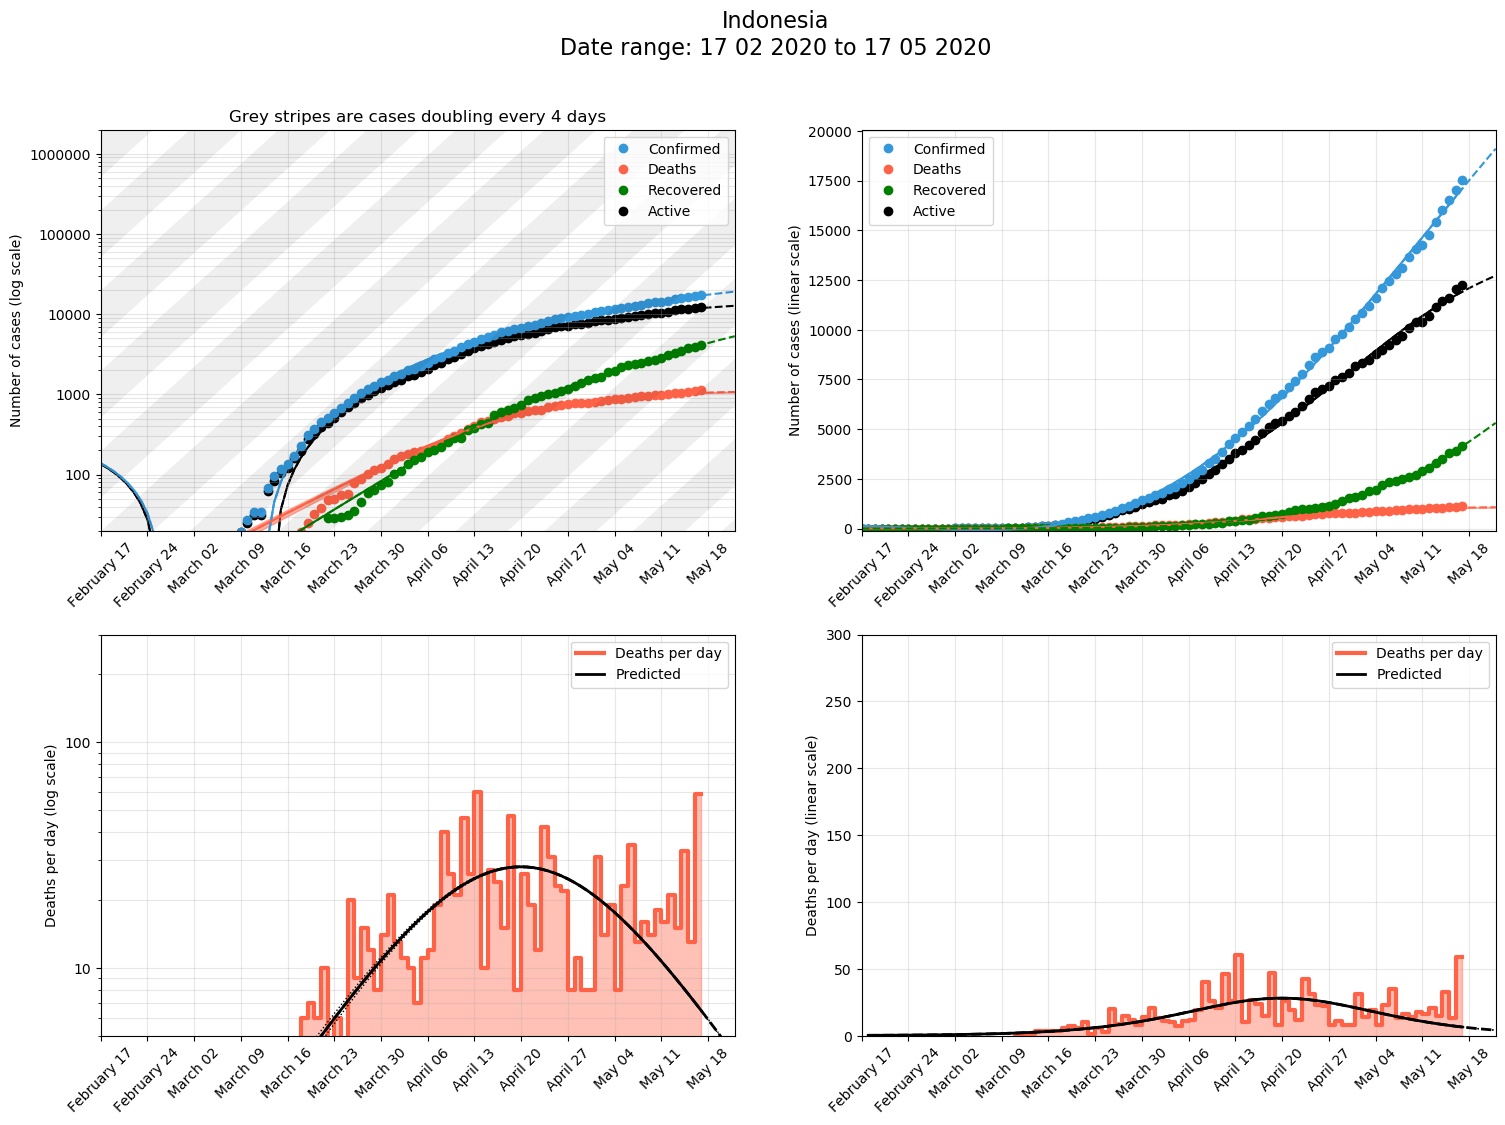 Indonesia
Date range: 17 02 2020 to 17 05 2020
Grey stripes are cases doubling every 4 days
Number of cases (log scale)
1000000
100000
10000
1000
100
Confirmed
Deaths
Recovered
Active
February 17
February 24
March 02
March 09
March 16
March 23
March 30
April 06
April 13
April 20
April 27
May 04
May 11
May 18
Number of cases (linear scale)
20000
17500
15000
12500
10000
7500
5000
2500
0
Confirmed
Deaths
Recovered
Active
February 17
February 24
March 02
March 09
March 16
March 23
March 30
April 06
April 13
April 20
April 27
May 04
May 11
May 18
Deaths per day (log scale)
100
10
Deaths per day
Predicted
February 17
February 24
March 02
March 09
March 16
March 23
March 30
April 06
April 13
April 20
April 27
May 04
May 11
May 18
Deaths per day (linear scale)
300
250
200
150
100
50
0
Deaths per day
Predicted
February 17
February 24
March 02
March 09
March 16
March 23
March 30
April 06
April 13
April 20
April 27
May 04
May 11
May 18